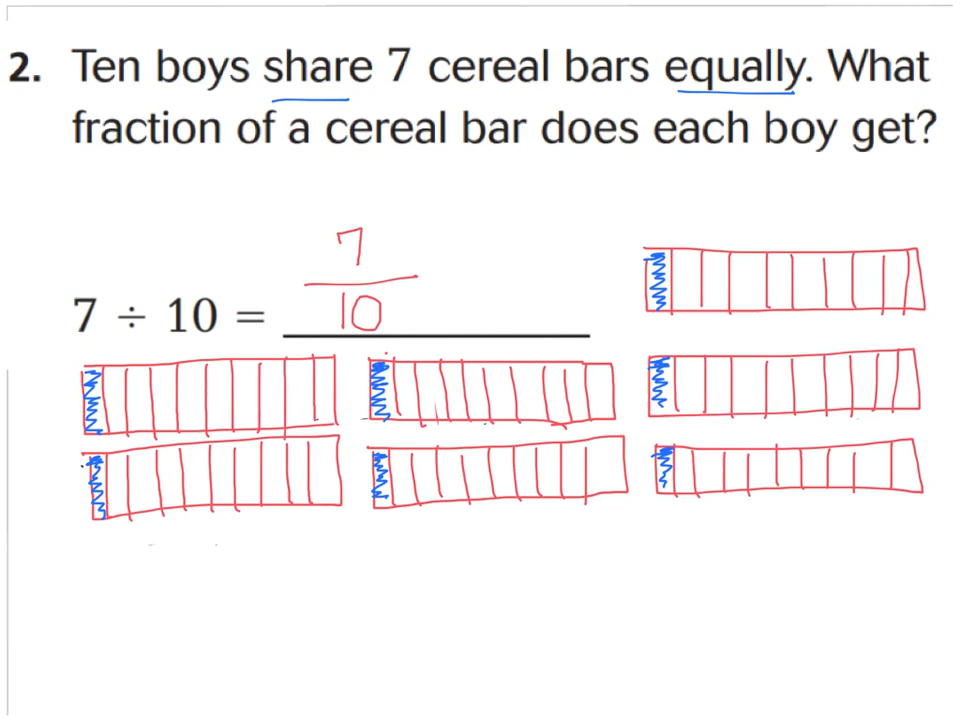 2. Ten boys share 7 cereal bars equally. What
fraction of a cereal bar does each boy get?
7
7 ÷ 10 =
10